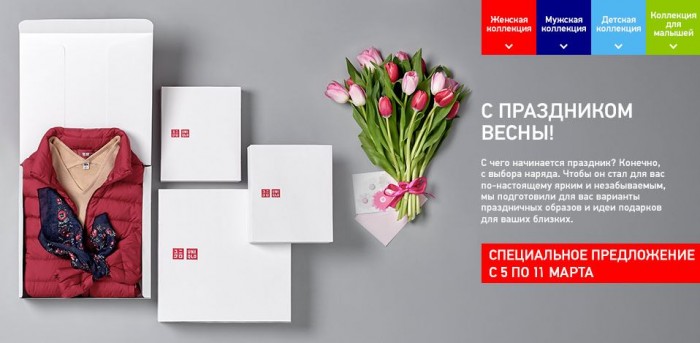 Женская
коллекция
Мужская
коллекция
Детская
коллекция
Коллекция
для
малышей
С ПРАЗДНИКОМ
ВЕСНЫ!
С чего начинается праздник? Конечно,
с выбора наряда. Чтобы он стал для вас
по-настоящему ярким и незабываемым,
мы подготовили для вас варианты
праздничных образов и идеи подарков
для ваших близких.
СПЕЦИАЛЬНОЕ ПРЕДЛОЖЕНИЕ
С 5 ПО 11 МАРТА
UNI
QLO